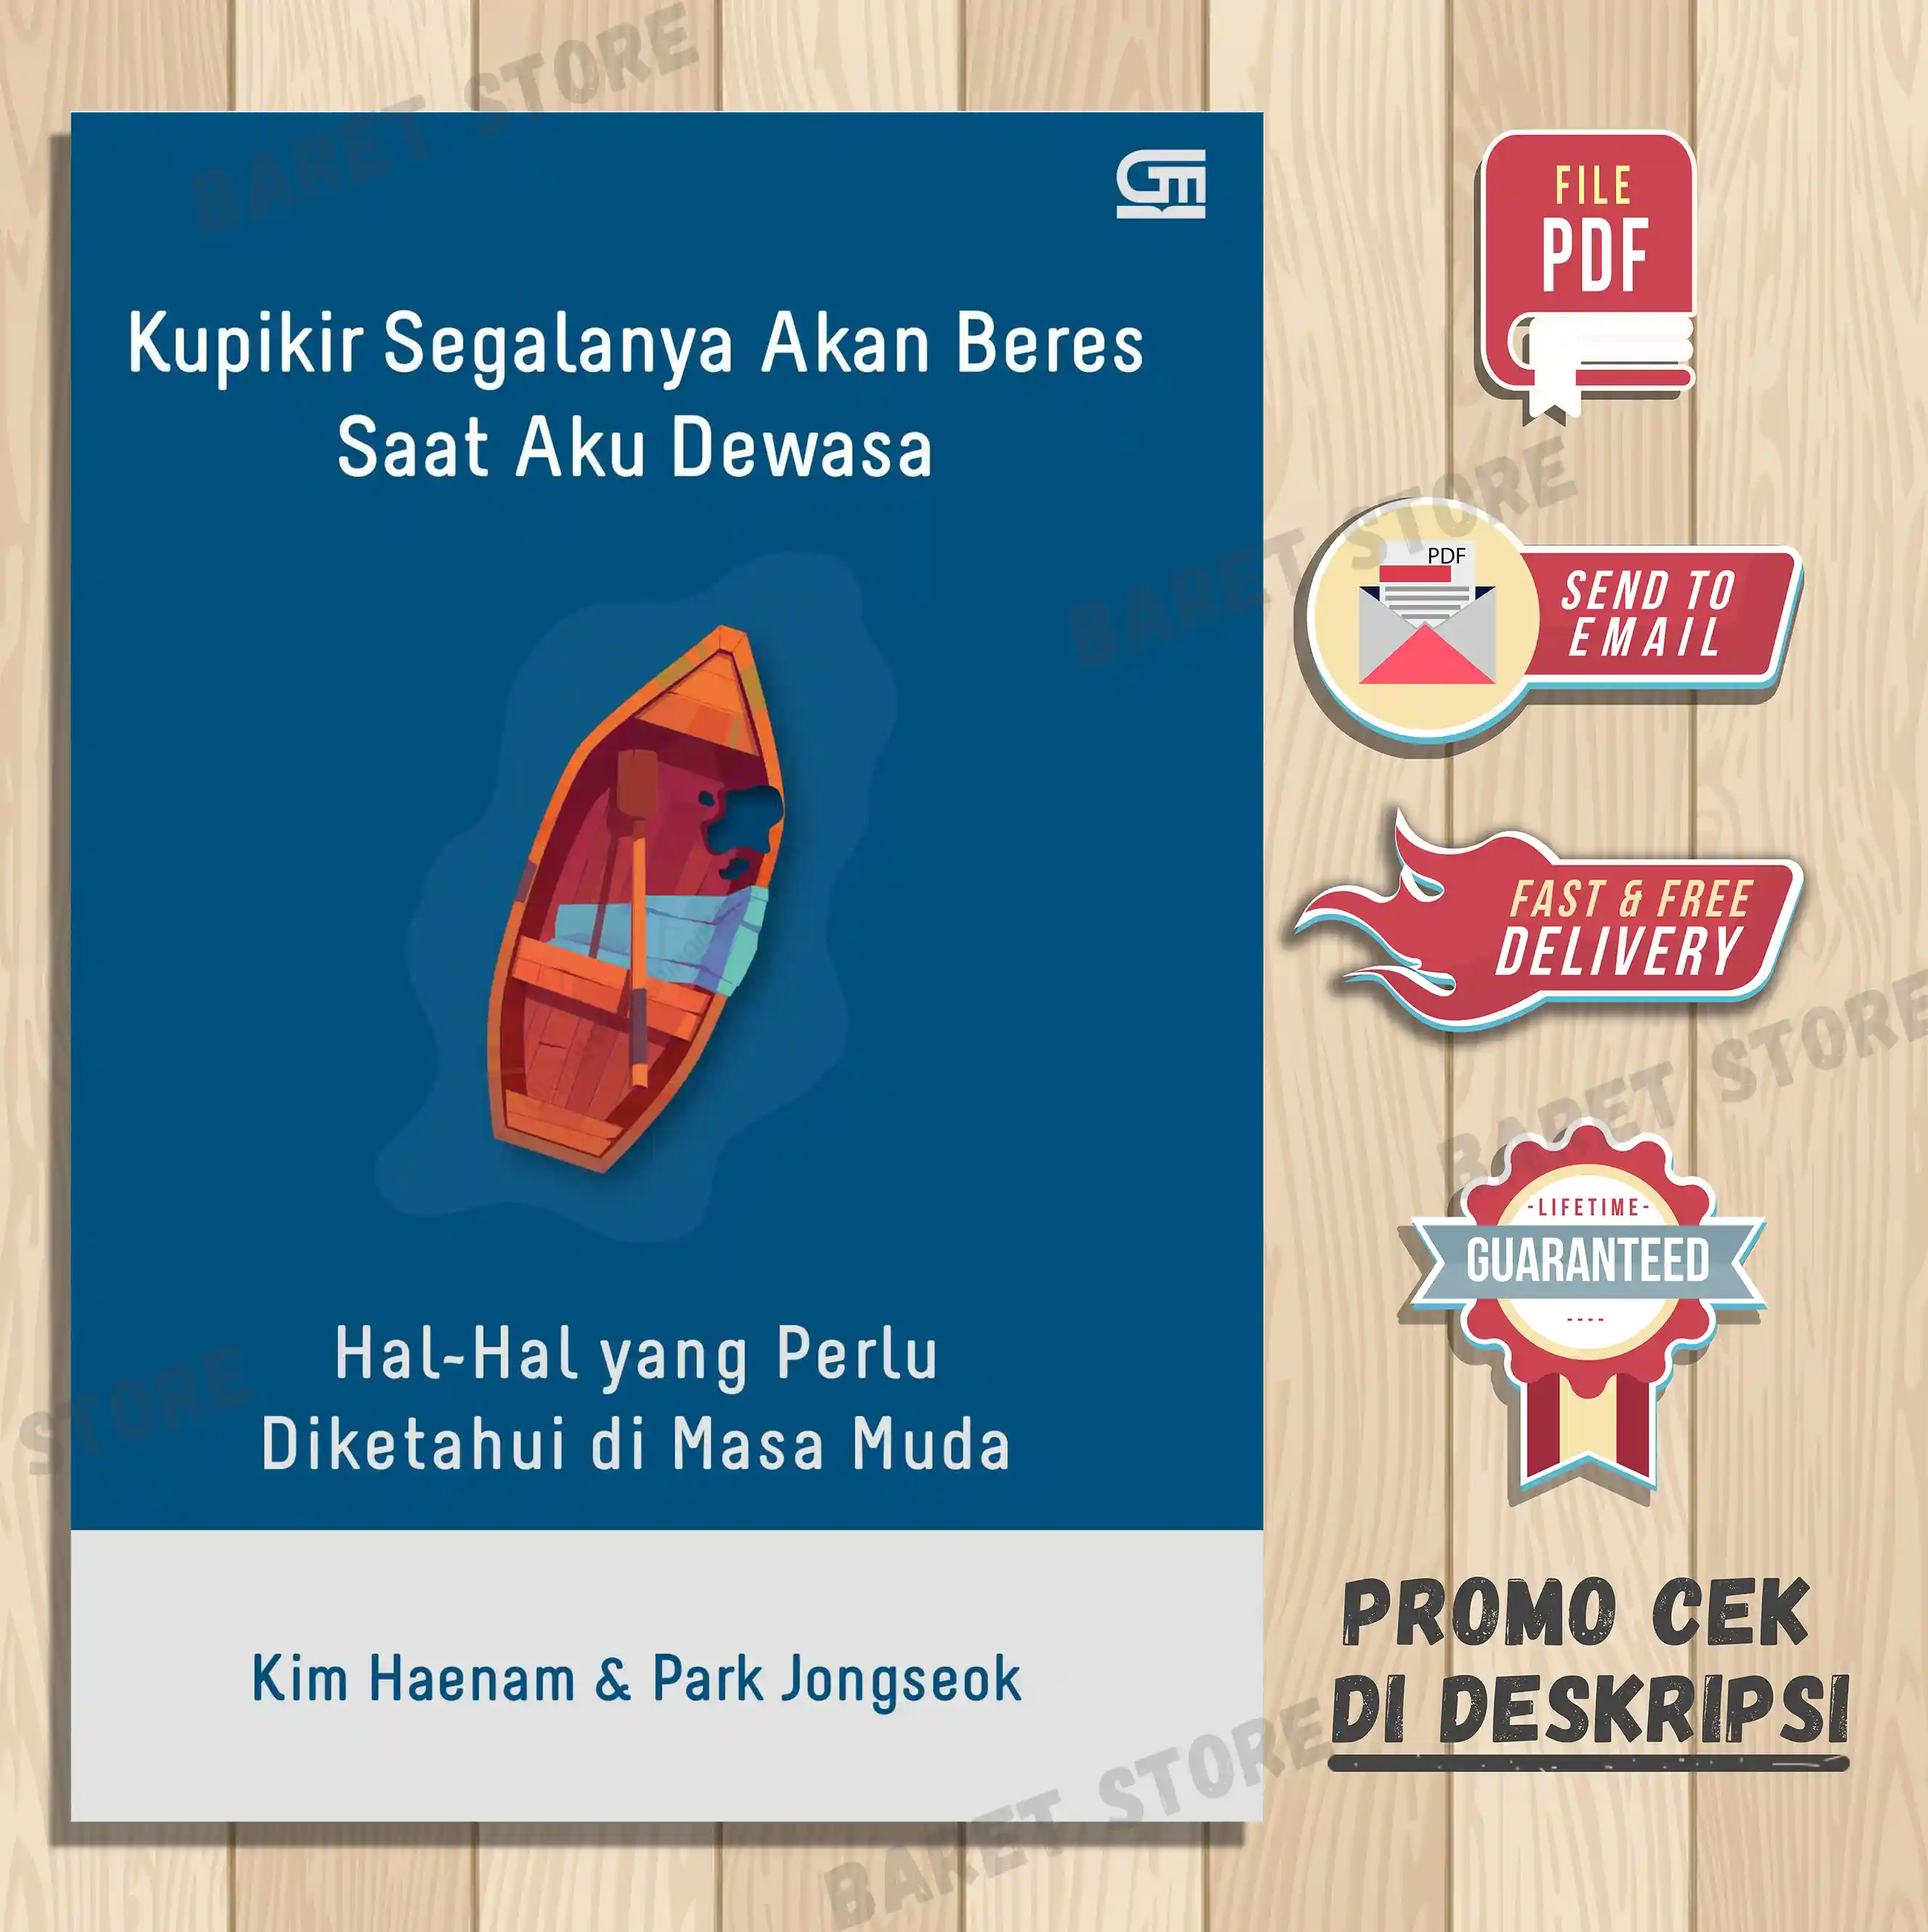 Kupikir Segalanya Akan Beres
Saat Aku Dewasa
Hal-Hal yang Perlu
Diketahui di Masa Muda
Kim Haenam & Park Jongseok
FILE
PDF
PDF
SEND TO
EMAIL
FAST & FREE
DELIVERY
-LIFETIME-
GUARANTEED
----
PROMO CEK
DI DESKRIPSI
BARET STORE
BARET STORE
BARET STORE
STORE
BARET STORE